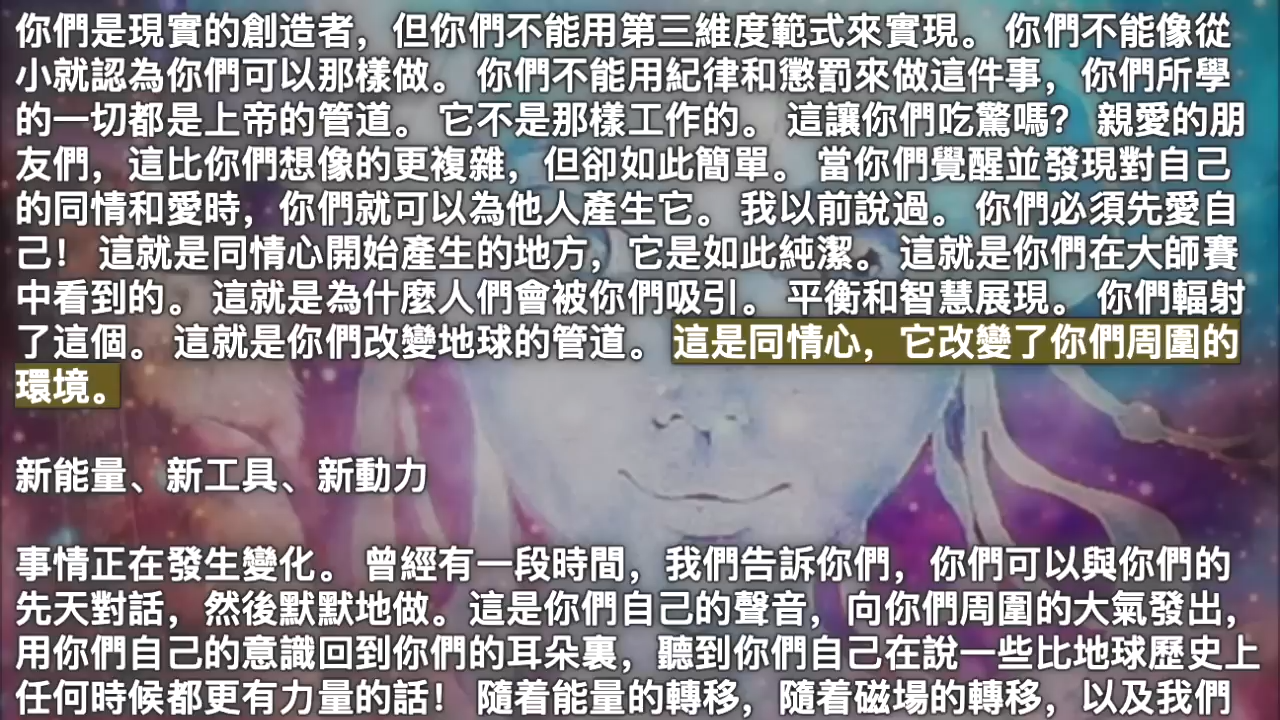 你們是現實的創造者，但你們不能用第三維度範式來實現。 你們不能像從
小就認為你們可以那樣做。 你們不能用紀律和懲罰來做這件事，你們所學
的一切都是上帝的管道。 它不是那樣工作的。 這讓你們吃驚嗎？ 親愛的朋
友們，這比你們想像的更複雜，但卻如此簡單。 當你們覺醒並發現對自己
的同情和愛時，你們就可以為他人產生它。 我以前說過。 你們必須先愛自
己！ 這就是同情心開始產生的地方，它是如此純潔。 這就是你們在大師賽
中看到的。 這就是為什麼人們會被你們吸引。 平衡和智慧展現。 你們輻射
了這個。 這就是你們改變地球的管道。 這是同情心，它改變了你們周圍的
環境。
新能量、新工具、新動力
事情正在發生變化。 曾經有一段時間，我們告訴你們，你們可以與你們的
先天對話，然後默默地做。這是你們自己的聲音，向你們周圍的大氣發出，
用你們自己的意識回到你們的耳朵裏，聽到你們自己在說一些比地球歷史上
任何時候都更有力量的話！ 隨着能量的轉移，隨着磁場的轉移，以及我們